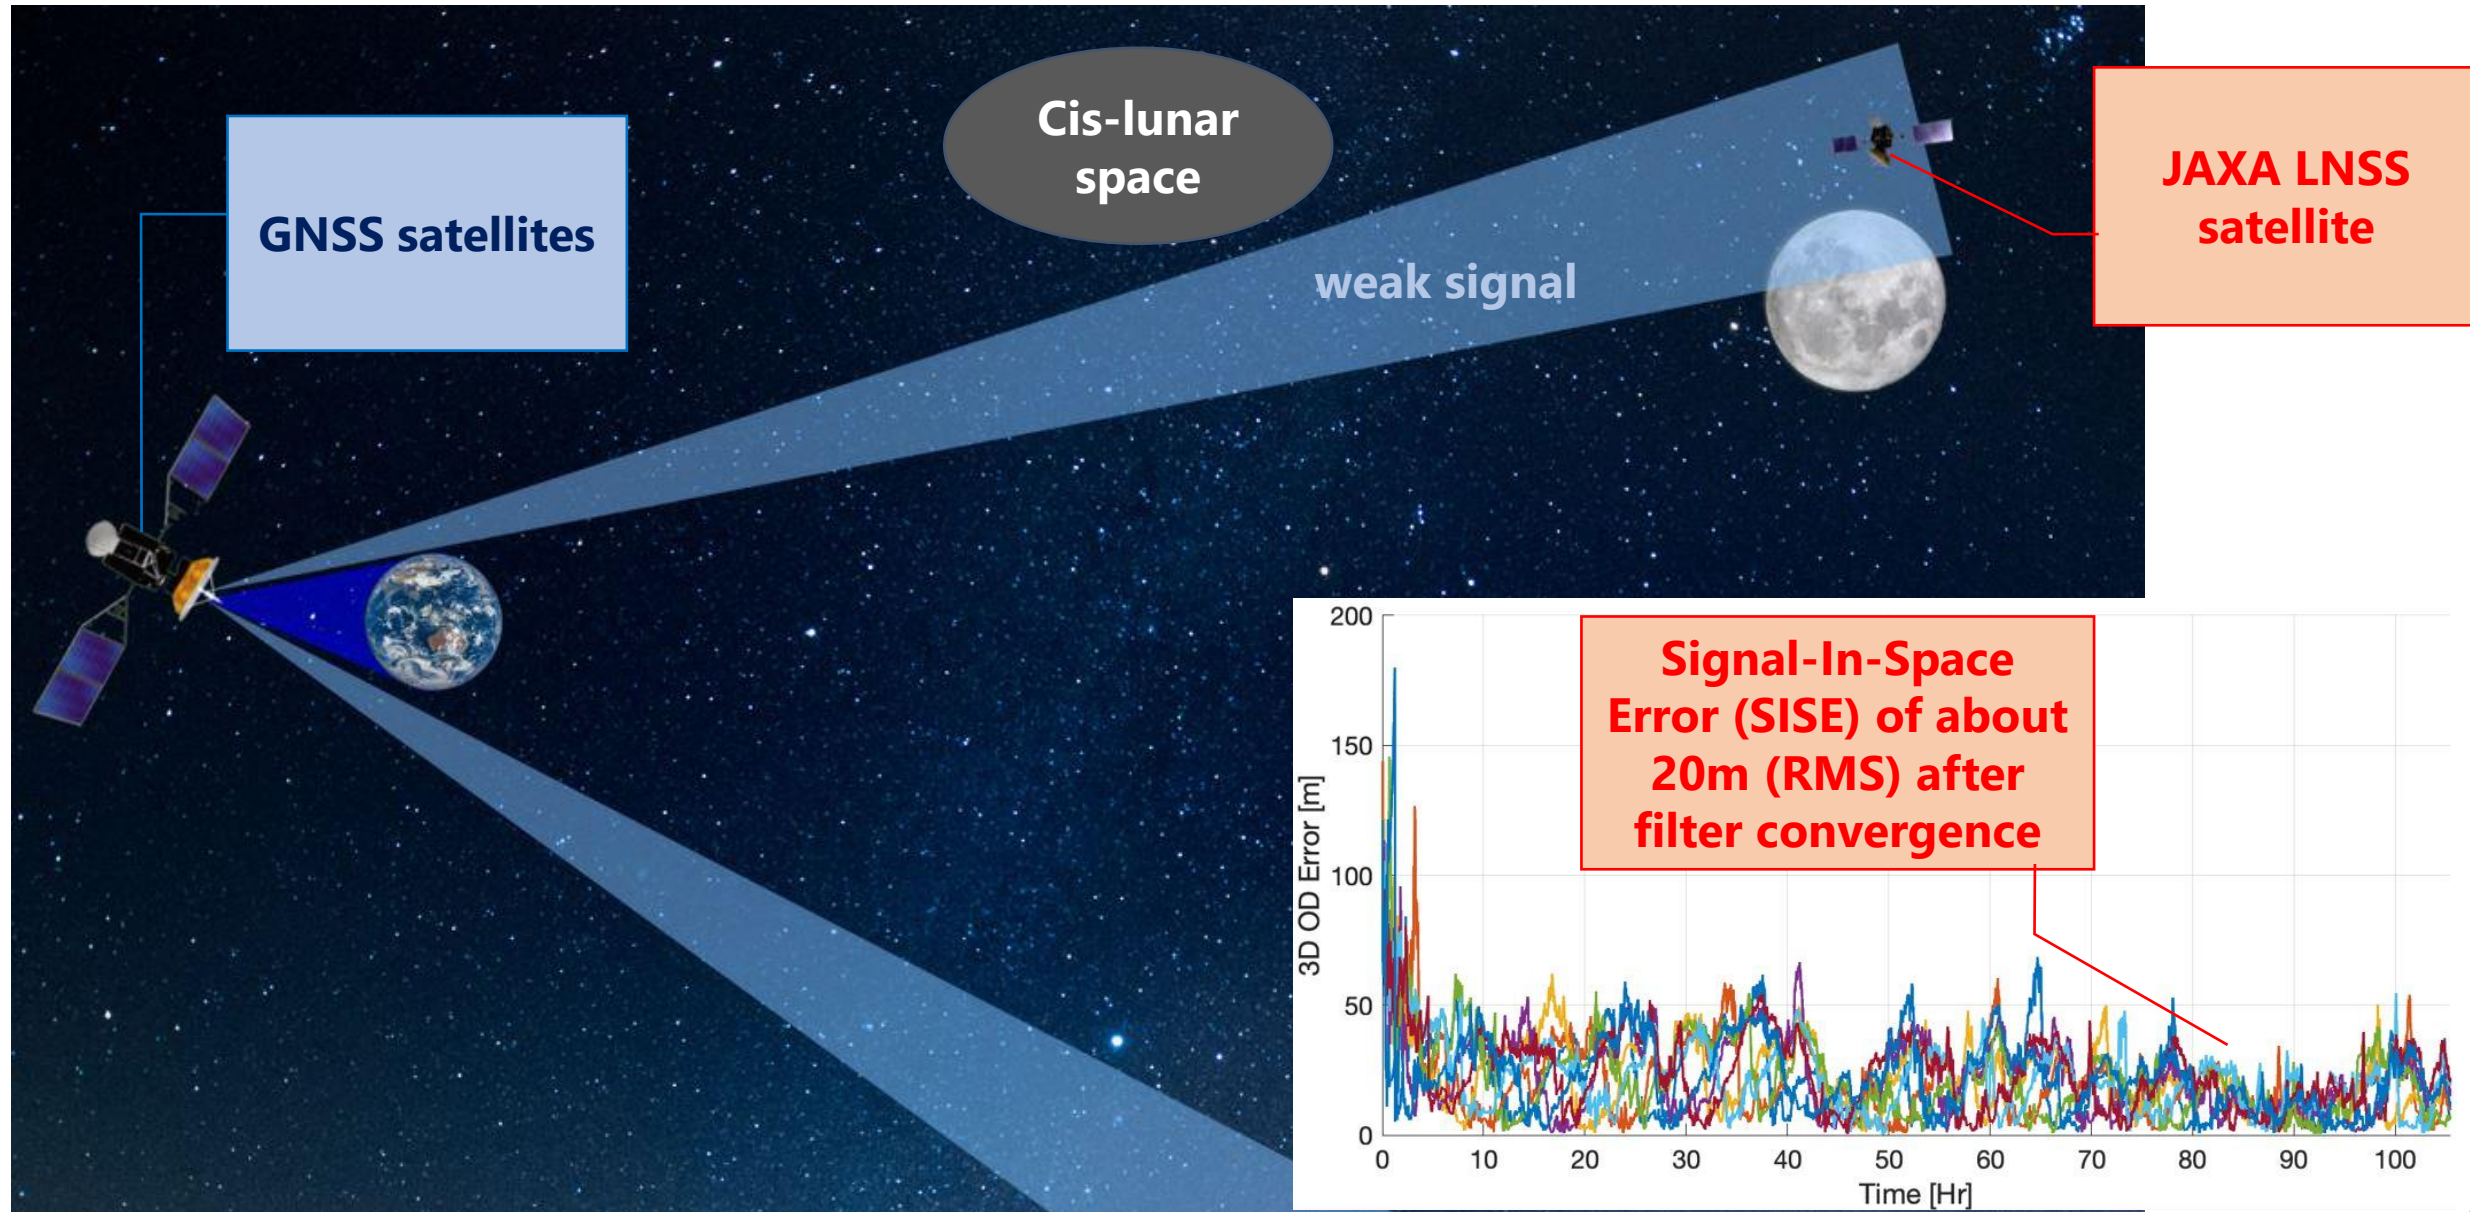 Cis-lunar
space
GNSS satellites
JAXA LNSS
satellite
weak signal
Signal-In-Space
Error (SISE) of about
20m (RMS) after
filter convergence
3D OD Error [m]
200
150
100
50
0
0 10 20 30 40 50 60 70 80 90 100
Time [Hr]